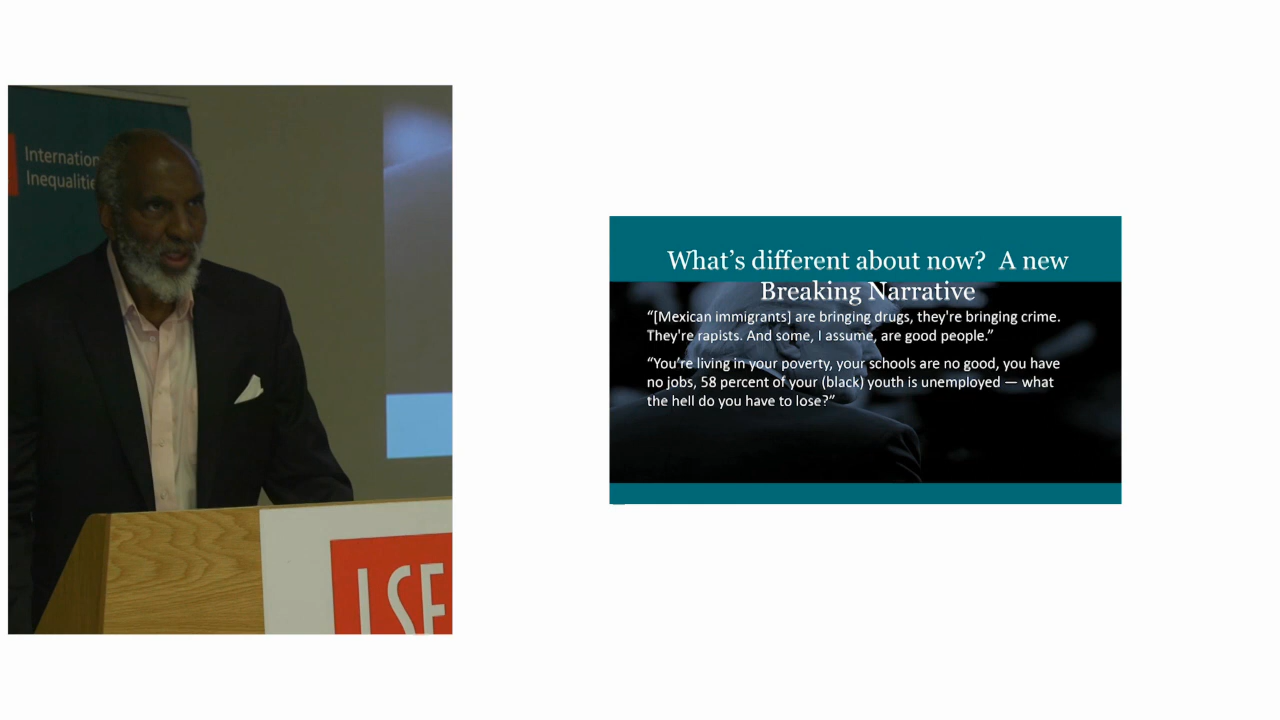 Internation
Inequalitie
LSE
What's different about now? A new
Breaking Narrative
“[Mexican immigrants] are bringing drugs, they're bringing crime.
They're rapists. And some, I assume, are good people.”
“You're living in your poverty, your schools are no good, you have
no jobs, 58 percent of your (black) youth is unemployed — what
the hell do you have to lose?”